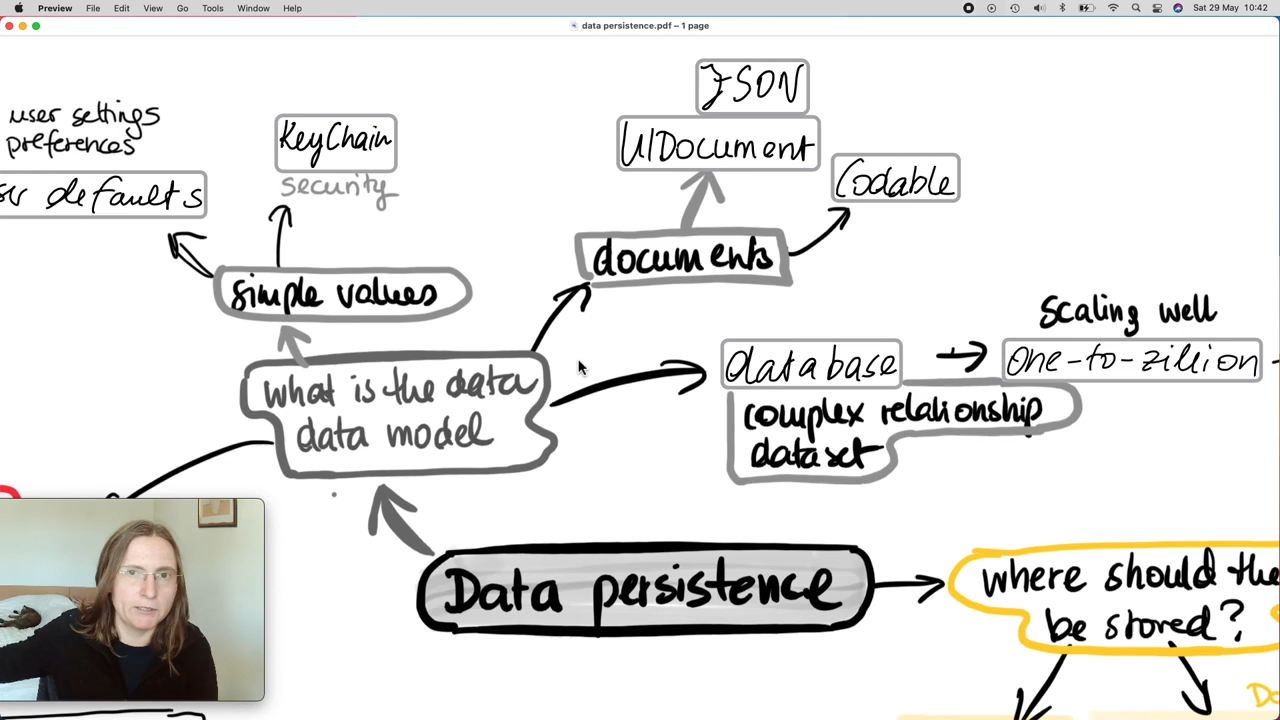 Preview File Edit View Go Tools Window Help Sat 29 May 10:42
data persistence.pdf – 1 page
user settings
preferences
defaults
KeyChain
security
simple values
JSON
UIDocument
Codable
documents
what is the data
data model
database
complex relationship
dataset
scaling well
one-to-zillion
Data persistence
where should the
be stored?